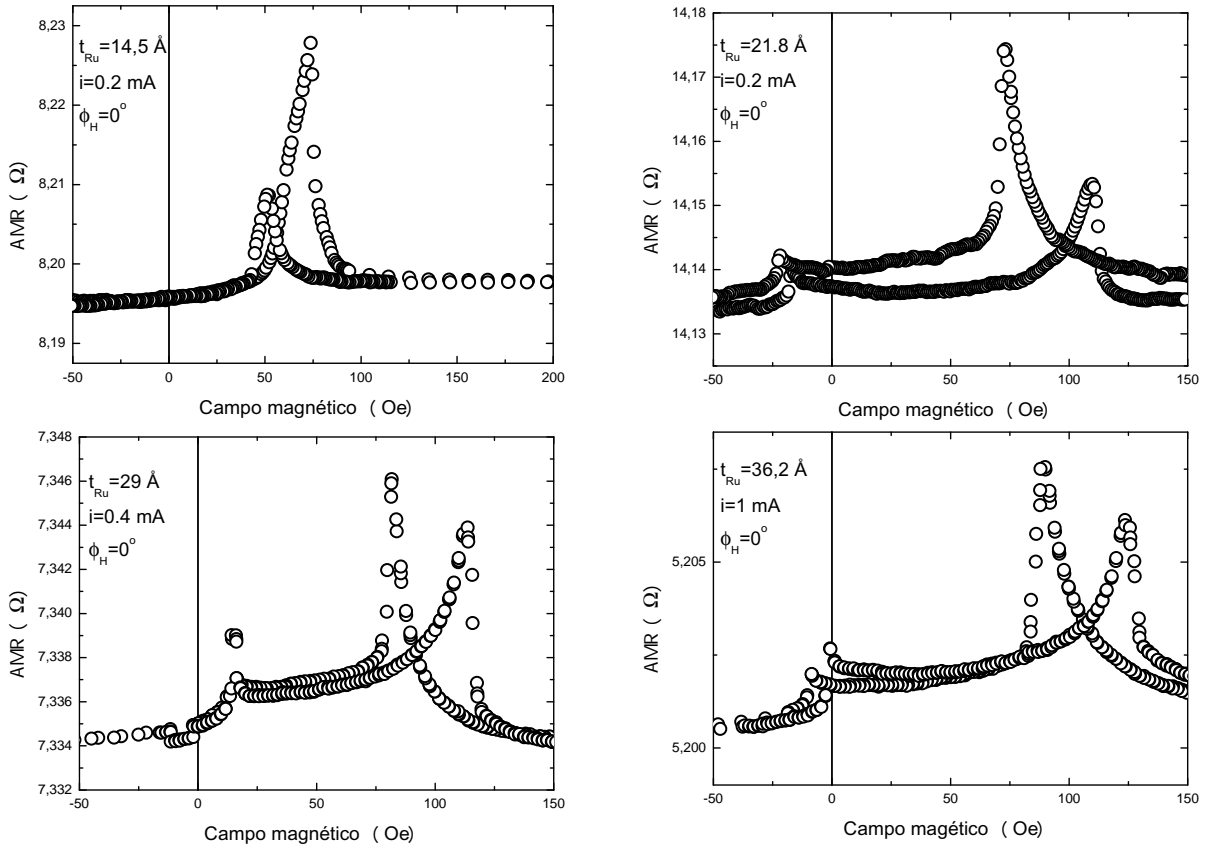 8,23
8,22
8,21
8,20
8,19
AMR ( Ω)
t_Ru=14,5 Å
i=0.2 mA
ϕ_H=0°
-50 0 50 100 150 200
Campo magnético ( Oe)
14,18
14,17
14,16
14,15
14,14
14,13
AMR ( Ω)
t_Ru=21.8 Å
i=0.2 mA
ϕ_H=0°
-50 0 50 100 150
Campo magnético ( Oe)
7,348
7,346
7,344
7,342
7,340
7,338
7,336
7,334
7,332
AMR ( Ω)
t_Ru=29 Å
i=0.4 mA
ϕ_H=0°
-50 0 50 100 150
Campo magnético ( Oe)
5,205
5,200
AMR ( Ω)
t_Ru=36,2 Å
i=1 mA
ϕ_H=0°
-50 0 50 100 150
Campo magético ( Oe)